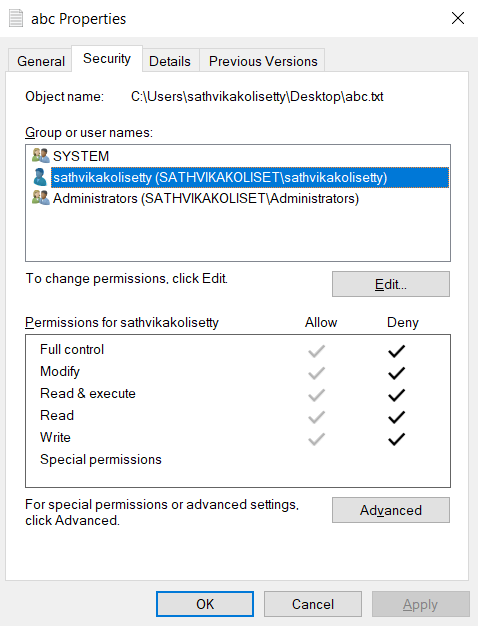 abc Properties
General Security Details Previous Versions
Object name: C:\Users\sathvikakolisetty\Desktop\abc.txt
Group or user names:
SYSTEM
sathvikakolisetty (SATHVIKAKOLISET\sathvikakolisetty)
Administrators (SATHVIKAKOLISET\Administrators)
To change permissions, click Edit.
Edit...
Permissions for sathvikakolisetty Allow Deny
Full control
Modify
Read & execute
Read
Write
Special permissions
For special permissions or advanced settings,
click Advanced.
Advanced
OK Cancel Apply